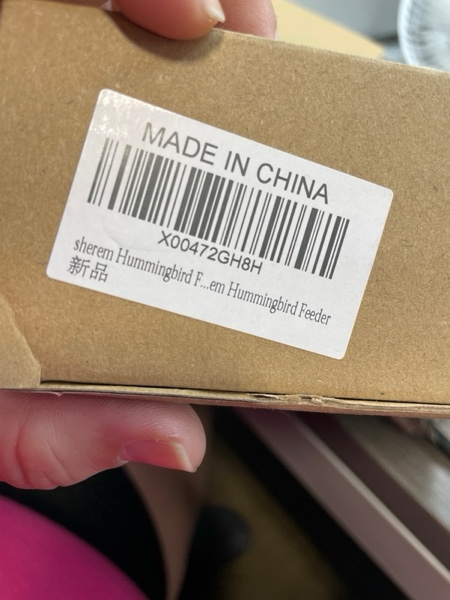 MADE IN CHINA
X00472GH8H
sherem Hummingbird F...em Hummingbird Feeder
新品